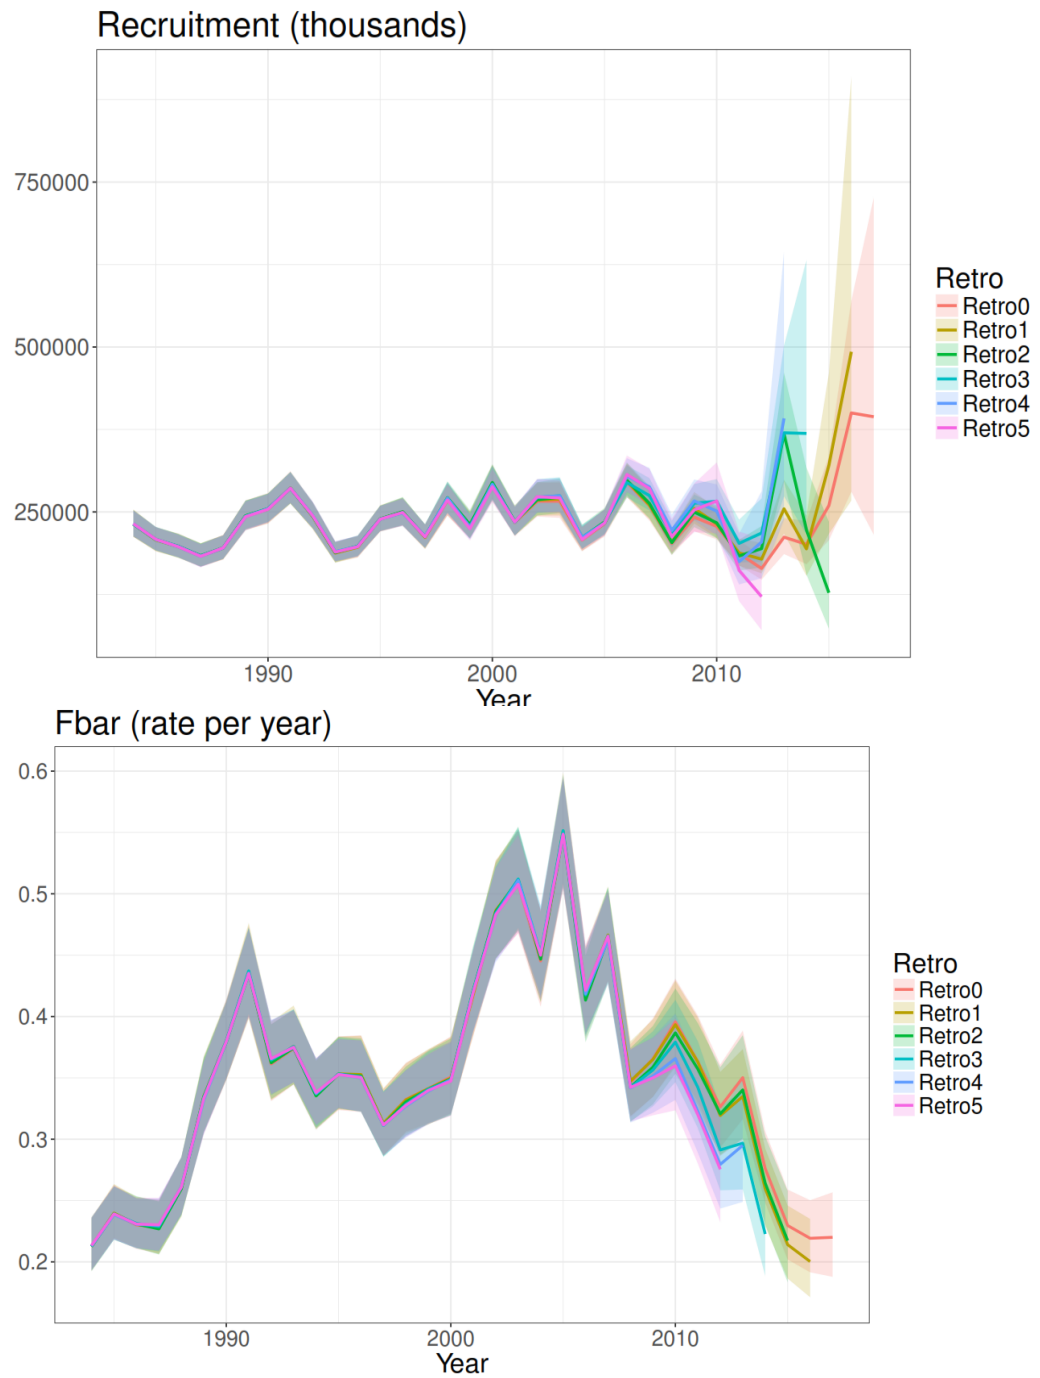 Recruitment (thousands)
750000
500000
250000
1990 2000 2010
Year
Retro
Retro0
Retro1
Retro2
Retro3
Retro4
Retro5
Fbar (rate per year)
0.6
0.5
0.4
0.3
0.2
1990 2000 2010
Year
Retro
Retro0
Retro1
Retro2
Retro3
Retro4
Retro5